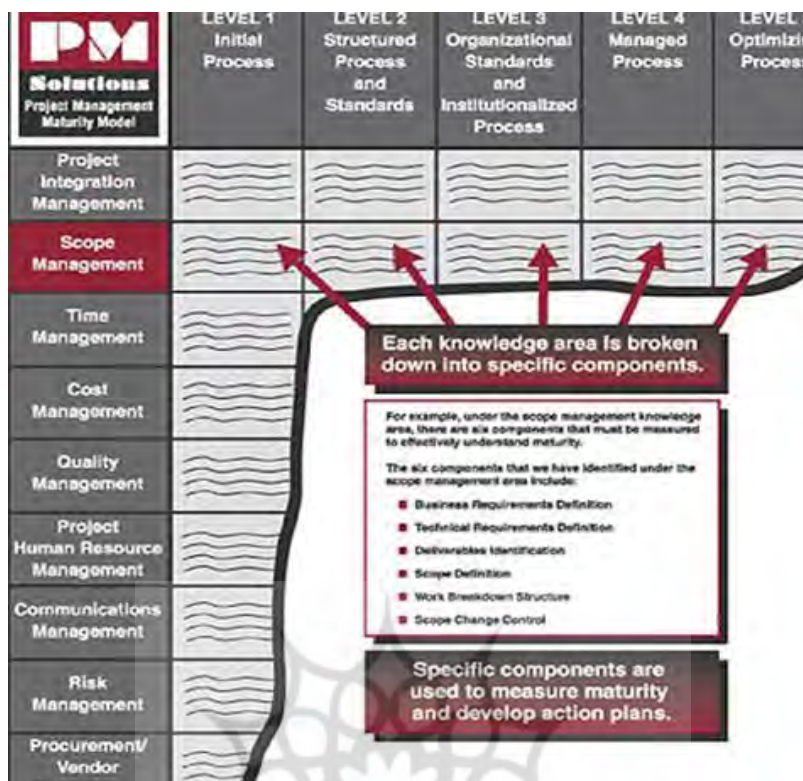 PM
Solutions
Project Management
Maturity Model
LEVEL 1
Initial
Process
LEVEL 2
Structured
Process
and
Standards
LEVEL 3
Organizational
Standards
and
Institutionalized
Process
LEVEL 4
Managed
Process
LEVEL
Optimizi
Proces
Project
Integration
Management
Scope
Management
Time
Management
Cost
Management
Quality
Management
Project
Human Resource
Management
Communications
Management
Risk
Management
Procurement/
Vendor
Each knowledge area is broken
down into specific components.
For example, under the scope management knowledge
area, there are six components that must be measured
to effectively understand maturity.
The six components that we have identified under the
scope management area include:
Business Requirements Definition
Technical Requirements Definition
Deliverables Identification
Scope Definition
Work Breakdown Structure
Scope Change Control
Specific components are
used to measure maturity
and develop action plans.